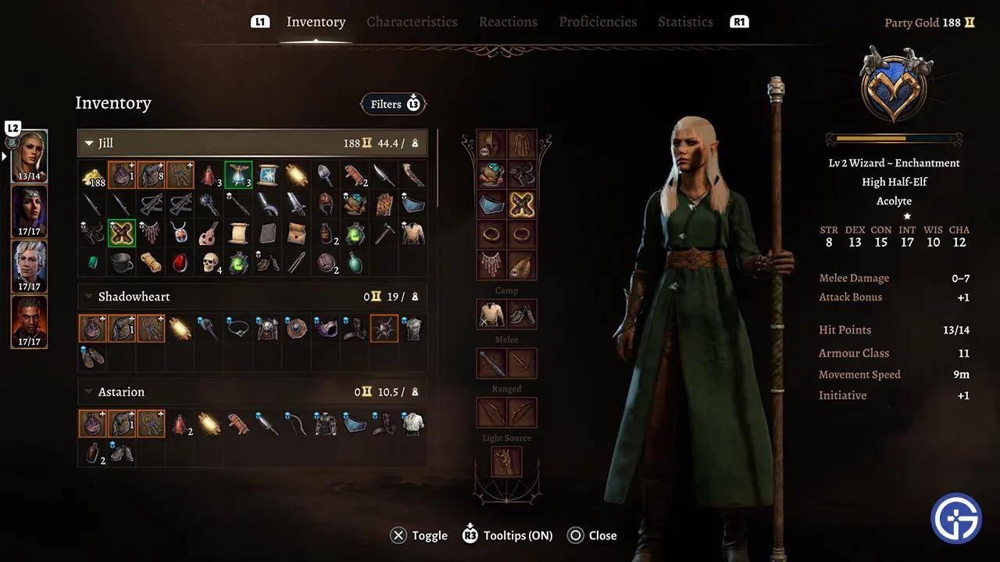 L1 Inventory Characteristics Reactions Proficiencies Statistics R1
Party Gold 188
Inventory
Filters L3
L2
13/14
17/17
17/17
17/17
Jill 188 44.4 /
188 1 8 3 3 2
2
4 2
Shadowheart 0 19 /
1
Astarion 0 10.5 /
1 2
2
Camp
Melee
Ranged
Light Source
Lv 2 Wizard ~ Enchantment
High Half-Elf
Acolyte
STR DEX CON INT WIS CHA
8 13 15 17 10 12
Melee Damage 0~7
Attack Bonus +1
Hit Points 13/14
Armour Class 11
Movement Speed 9m
Initiative +1
Toggle R3 Tooltips (ON) Close